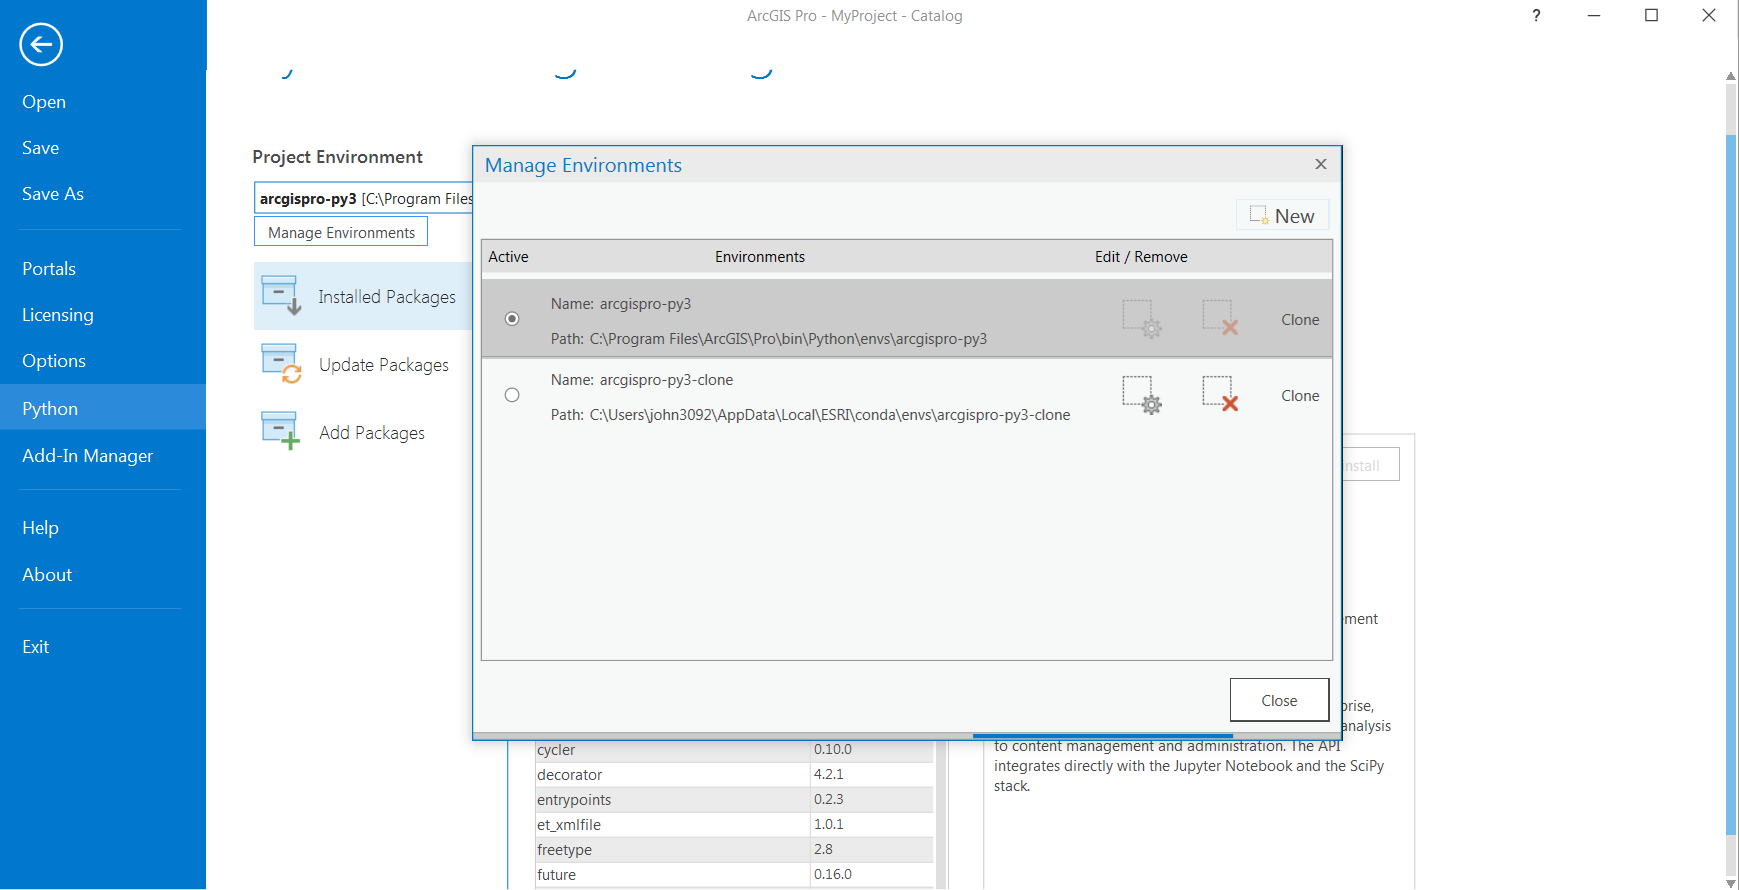 ArcGIS Pro - MyProject - Catalog
?
Open
Save
Save As
Portals
Licensing
Options
Python
Add-In Manager
Help
About
Exit
Project Environment
arcgispro-py3 [C:\Program Files
Manage Environments
Installed Packages
Update Packages
Add Packages
Manage Environments
New
Active Environments Edit / Remove
Name: arcgispro-py3
Path: C:\Program Files\ArcGIS\Pro\bin\Python\envs\arcgispro-py3
Clone
Name: arcgispro-py3-clone
Path: C:\Users\john3092\AppData\Local\ESRI\conda\envs\arcgispro-py3-clone
Clone
Close
cycler 0.10.0
decorator 4.2.1
entrypoints 0.2.3
et_xmlfile 1.0.1
freetype 2.8
future 0.16.0
nstall
ment
prise,
analysis
to content management and administration. The API
integrates directly with the Jupyter Notebook and the SciPy
stack.